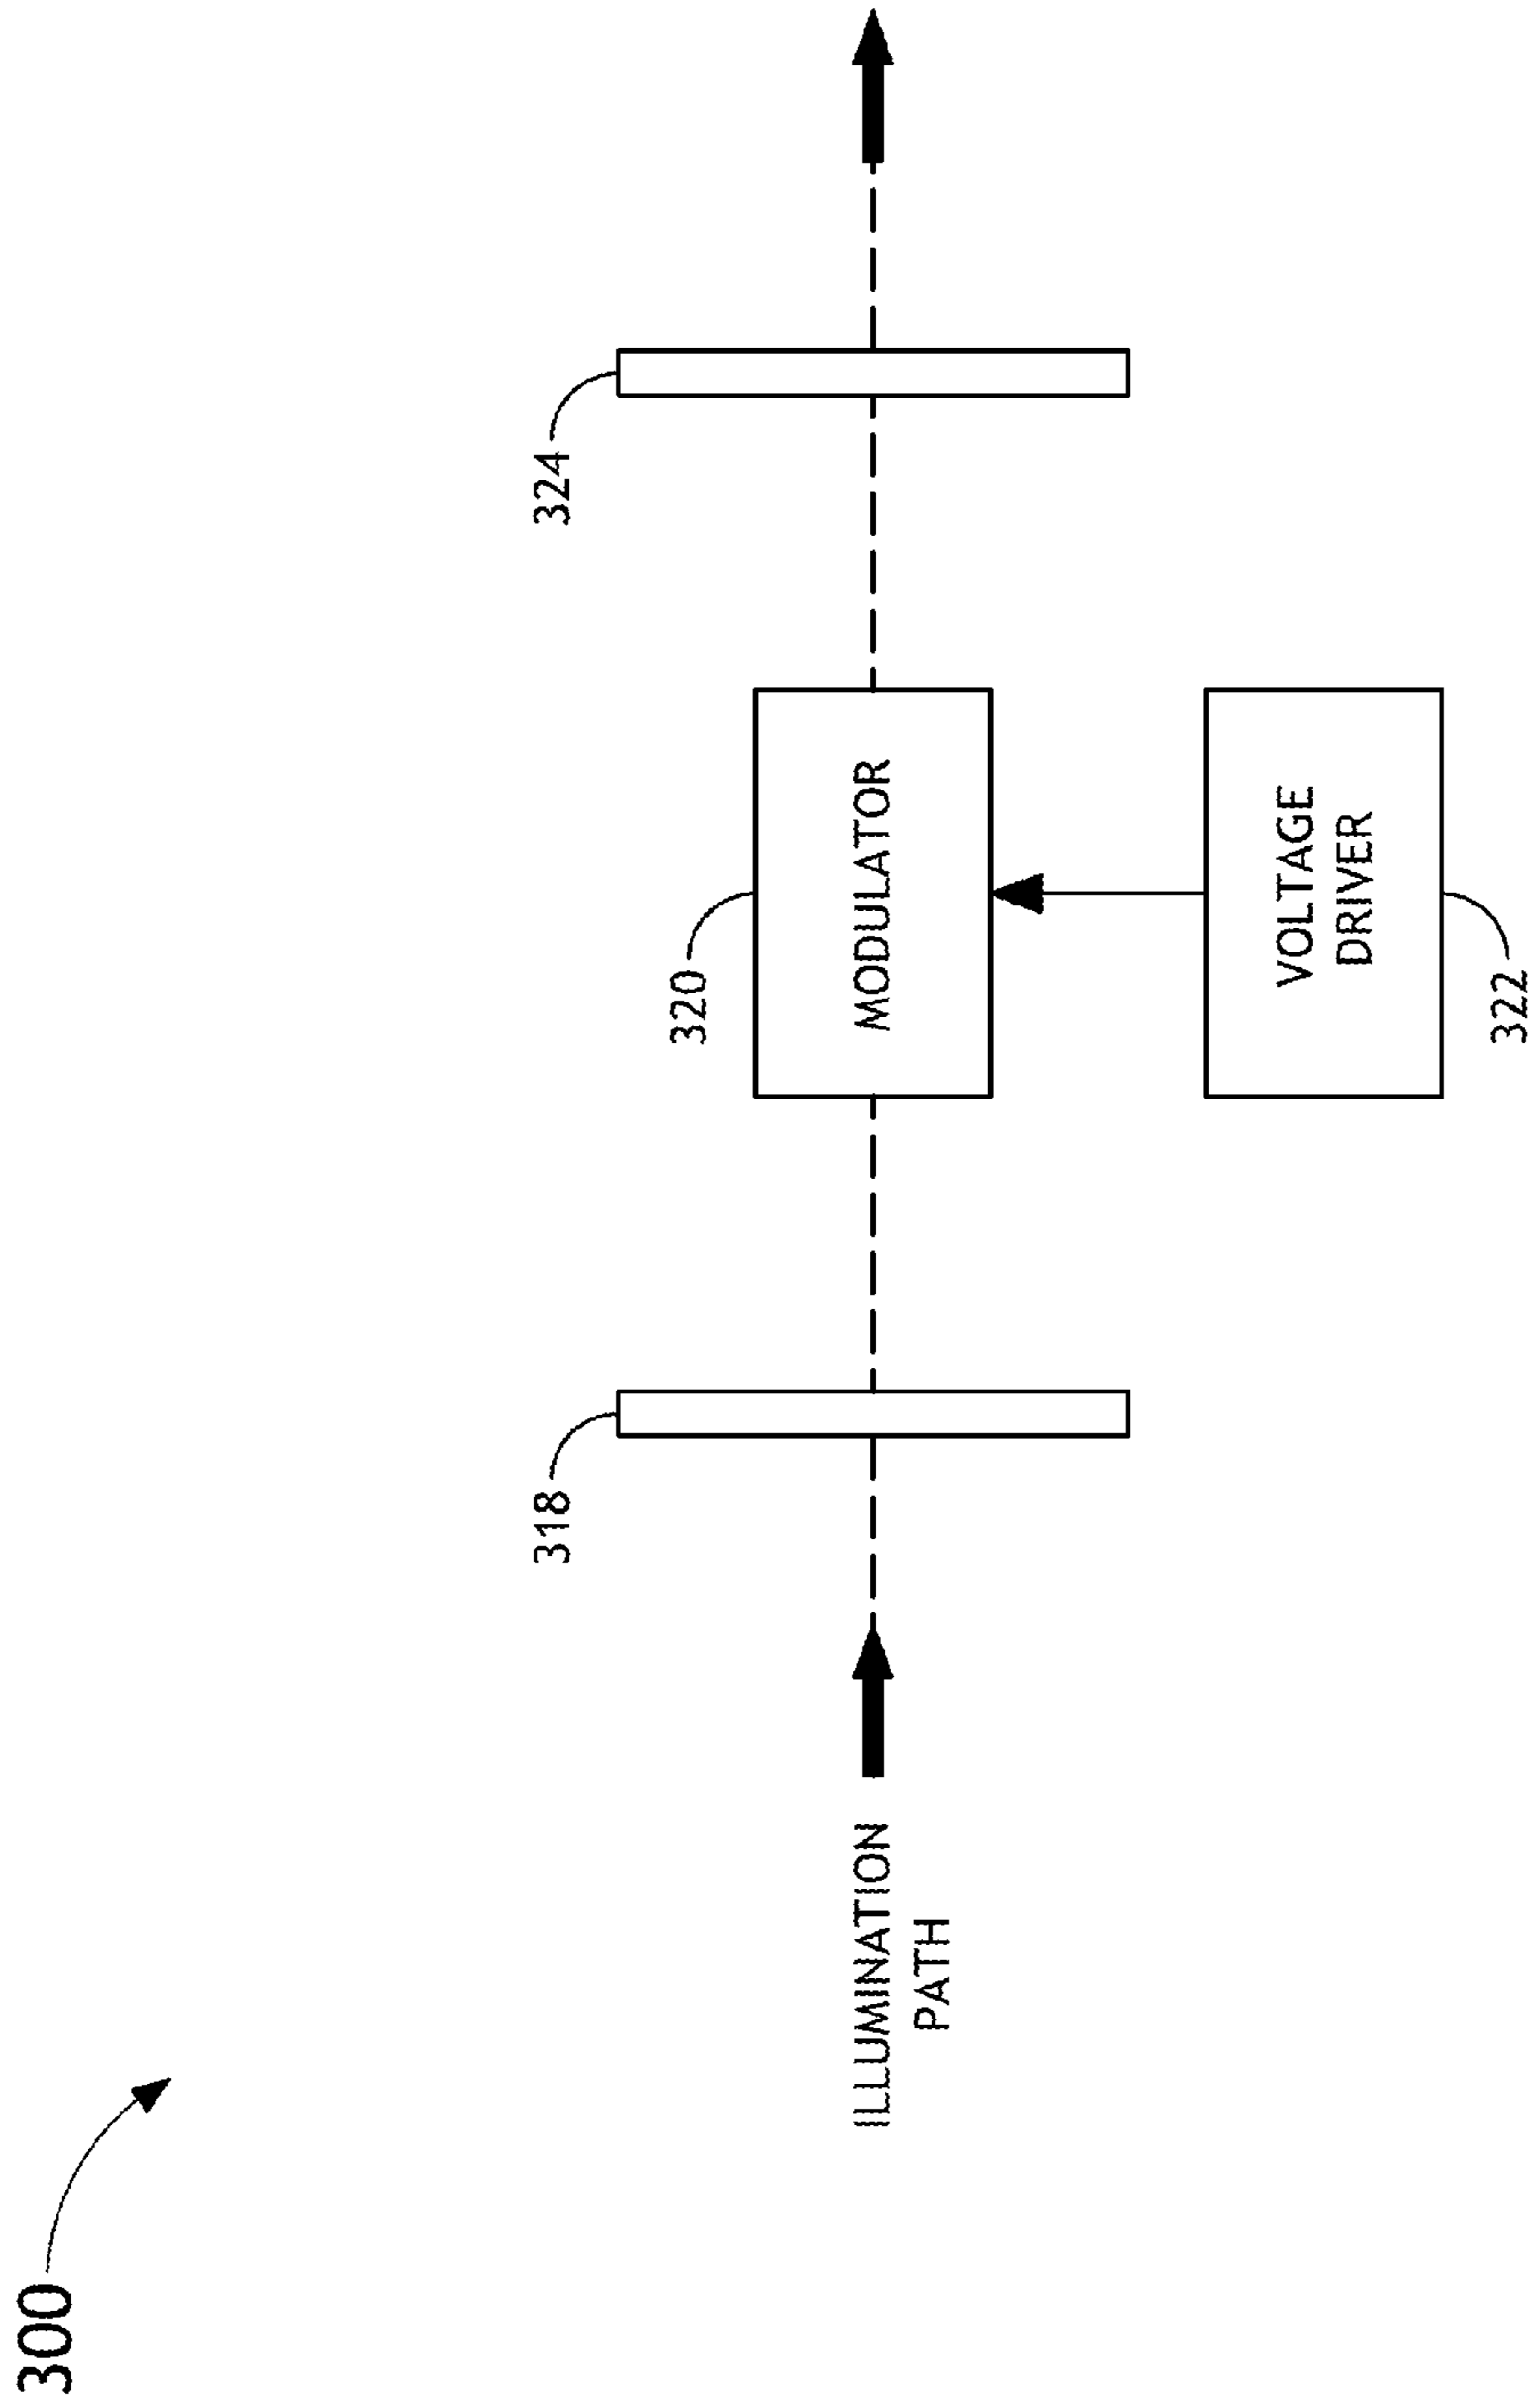 300
ILLUMINATION
PATH
318
320
MODULATOR
VOLTAGE
DRIVER
322
324